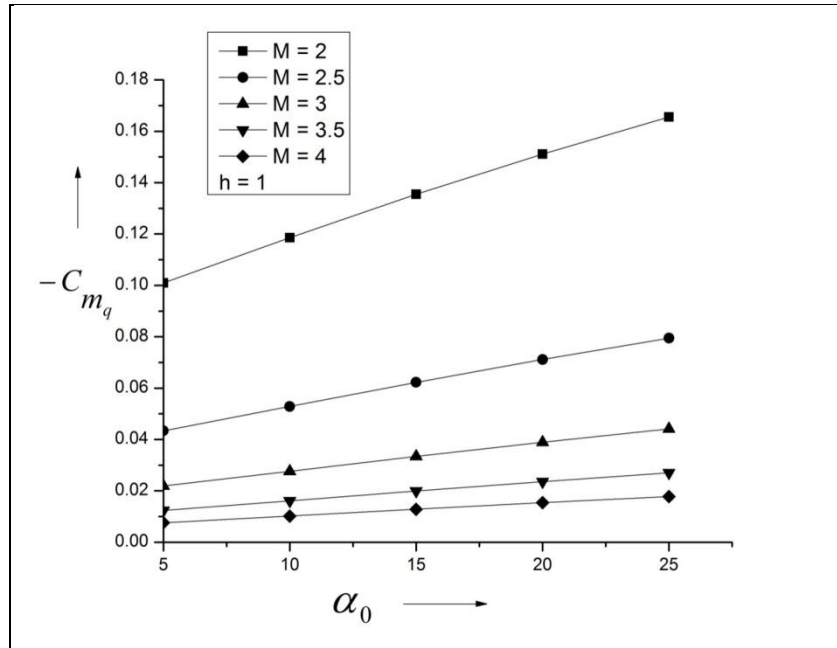 M = 2
M = 2.5
M = 3
M = 3.5
M = 4
h = 1
0.18
0.16
0.14
0.12
0.10
0.08
0.06
0.04
0.02
0.00
− C m q
5 10 15 20 25
α 0